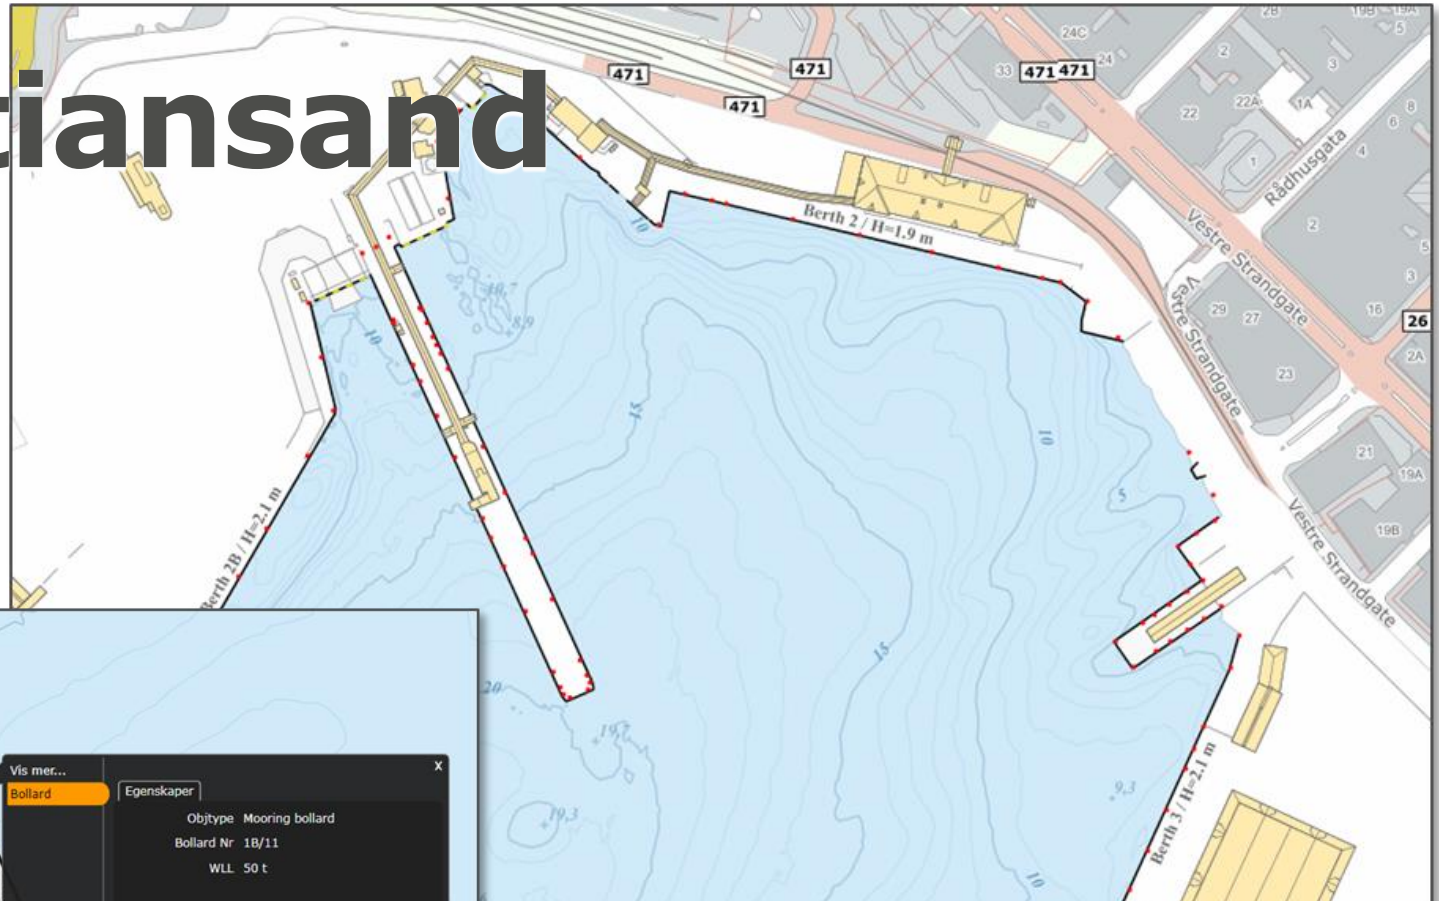 tiansand
2B
19B
19A
5
24C
24
33
471
471
471
471
471
2
3
22
22A
1A
8
6
4
1
Rådhusgata
Berth 2 / H=1.9 m
10
Vestre Strandgate
2
5
3
Vestre Strandgate
29
27
16
26
10,7
8,9
10
2A
23
15
10
21
19A
5
19B
Berth 2B / H=2.1 m
Vestre Strandgate
15
20
19,7
9,3
19,3
Berth 3 / H=2.1 m
10
Vis mer...
X
Bollard
Egenskaper
Objtype Mooring bollard
Bollard Nr 1B/11
WLL 50 t